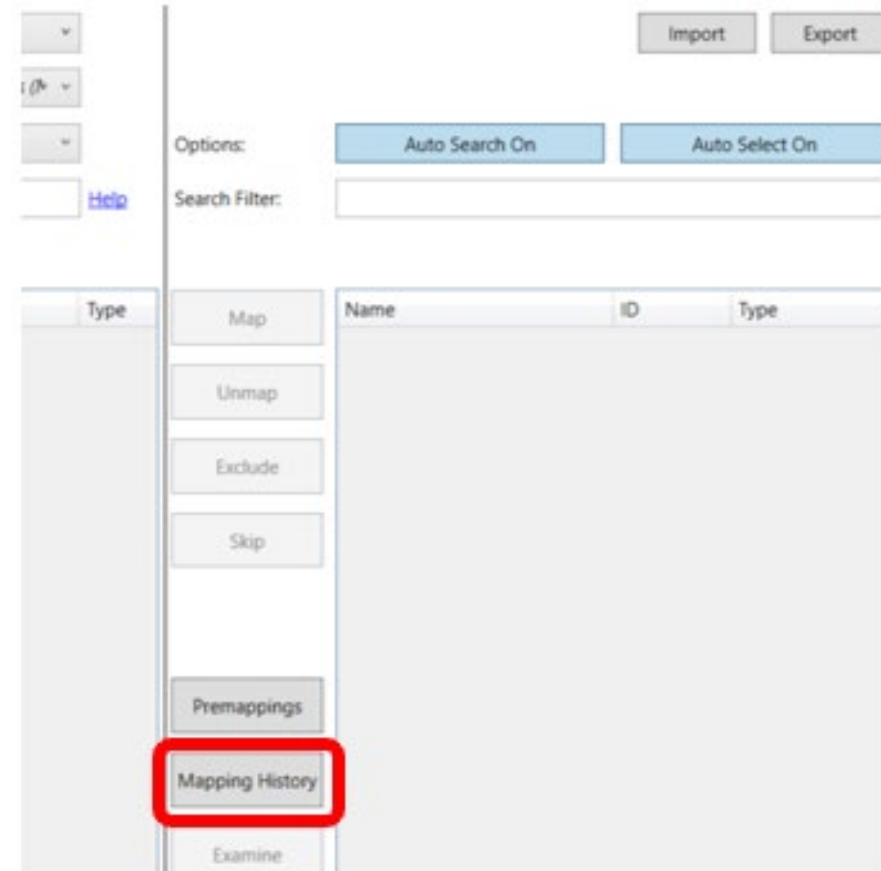 Import Export
Options: Auto Search On Auto Select On
Help Search Filter:
Type Map Name ID Type
Unmap
Exclude
Skip
Premappings
Mapping History
Examine